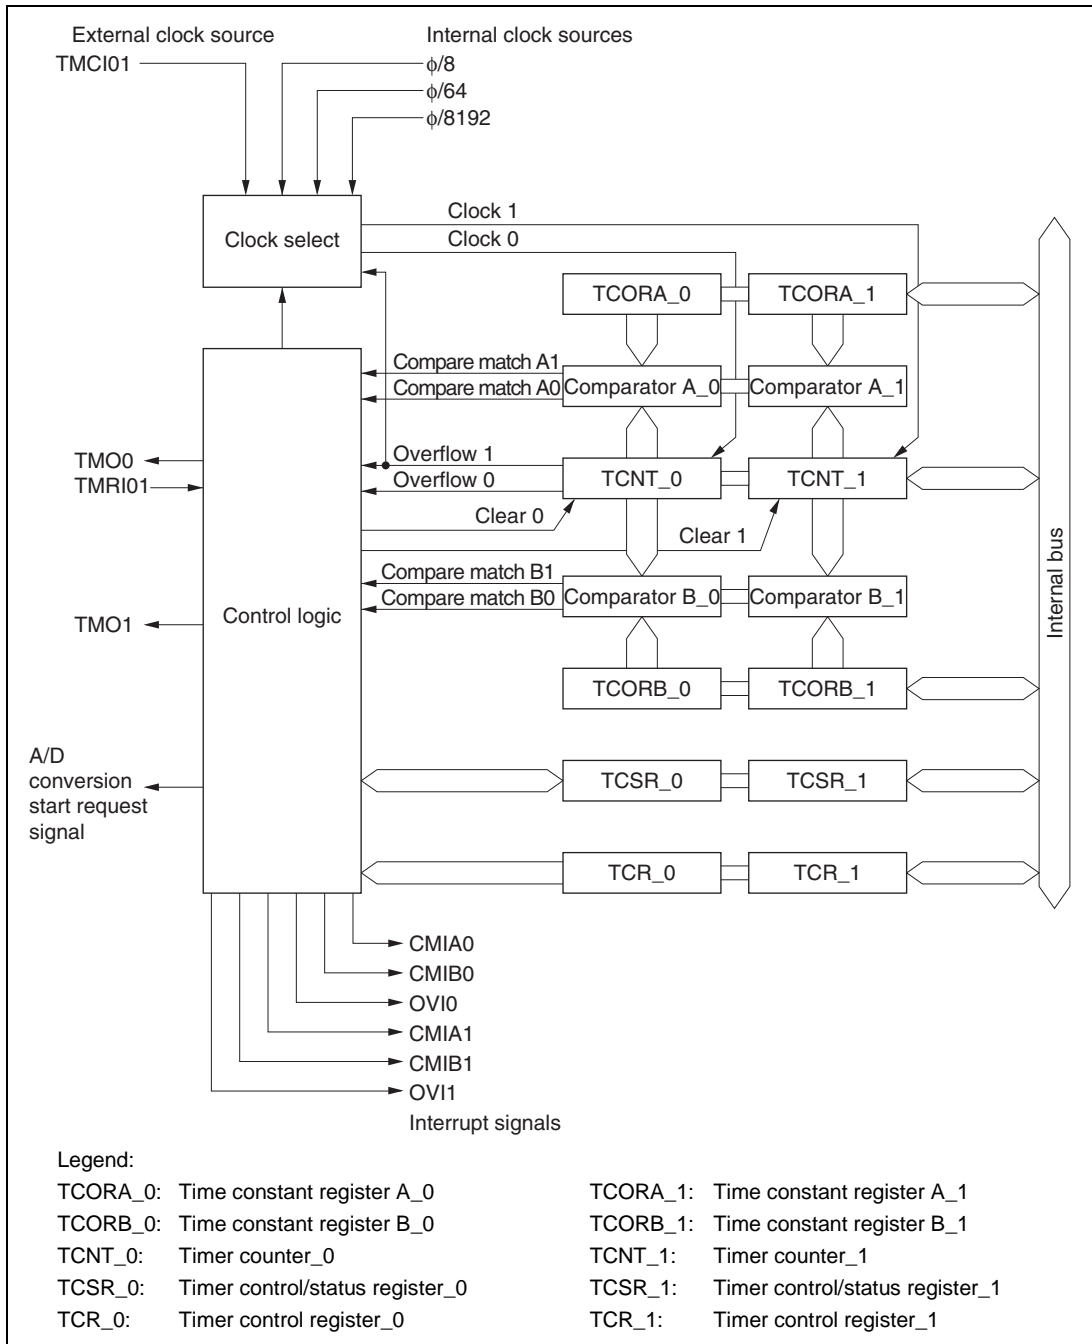 External clock source
Internal clock sources
TMCI01
ϕ/8
ϕ/64
ϕ/8192
Clock select
Clock 1
Clock 0
TCORA_0
TCORA_1
Compare match A1
Compare match A0
Comparator A_0
Comparator A_1
TMO0
TMRI01
Overflow 1
Overflow 0
TCNT_0
TCNT_1
Clear 0
Clear 1
Internal bus
Compare match B1
Compare match B0
Comparator B_0
Comparator B_1
TMO1
Control logic
TCORB_0
TCORB_1
A/D
conversion
start request
signal
TCSR_0
TCSR_1
TCR_0
TCR_1
CMIA0
CMIB0
OVI0
CMIA1
CMIB1
OVI1
Interrupt signals
Legend:
TCORA_0: Time constant register A_0
TCORA_1: Time constant register A_1
TCORB_0: Time constant register B_0
TCORB_1: Time constant register B_1
TCNT_0: Timer counter_0
TCNT_1: Timer counter_1
TCSR_0: Timer control/status register_0
TCSR_1: Timer control/status register_1
TCR_0: Timer control register_0
TCR_1: Timer control register_1